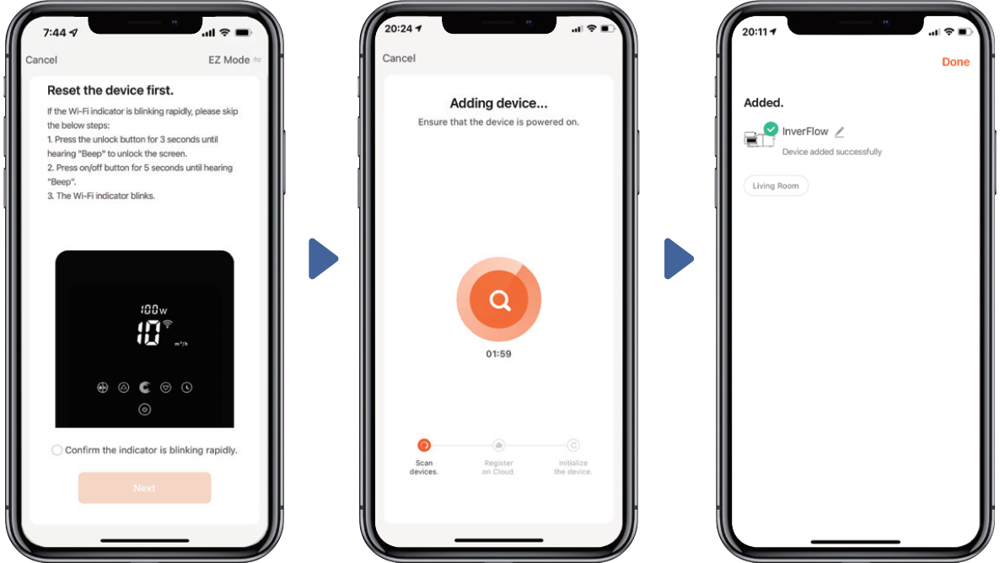 7:44
Cancel
EZ Mode
Reset the device first.
If the Wi-Fi indicator is blinking rapidly, please skip
the below steps:
1. Press the unlock button for 3 seconds until
hearing "Beep" to unlock the screen.
2. Press on/off button for 5 seconds until hearing
"Beep".
3. The Wi-Fi indicator blinks.
100w
10
m³/h
Confirm the indicator is blinking rapidly.
Next
20:24
Cancel
Adding device...
Ensure that the device is powered on.
01:59
Scan
devices.
Register
on Cloud.
Initialize
the device.
20:11
Done
Added.
InverFlow
Device added successfully
Living Room